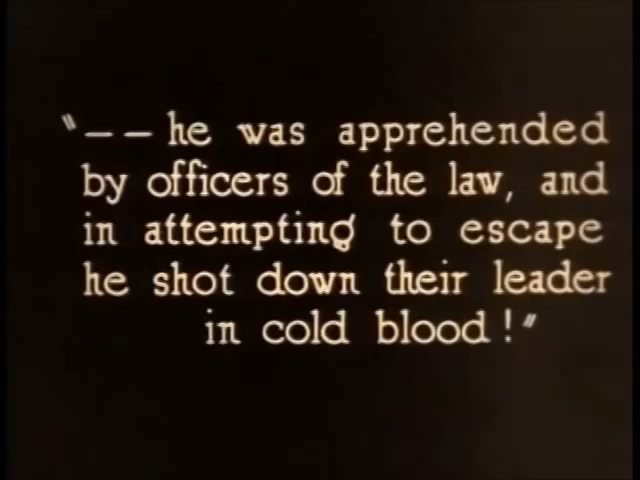 "-- he was apprehended
by officers of the law, and
in attempting to escape
he shot down their leader
in cold blood!"